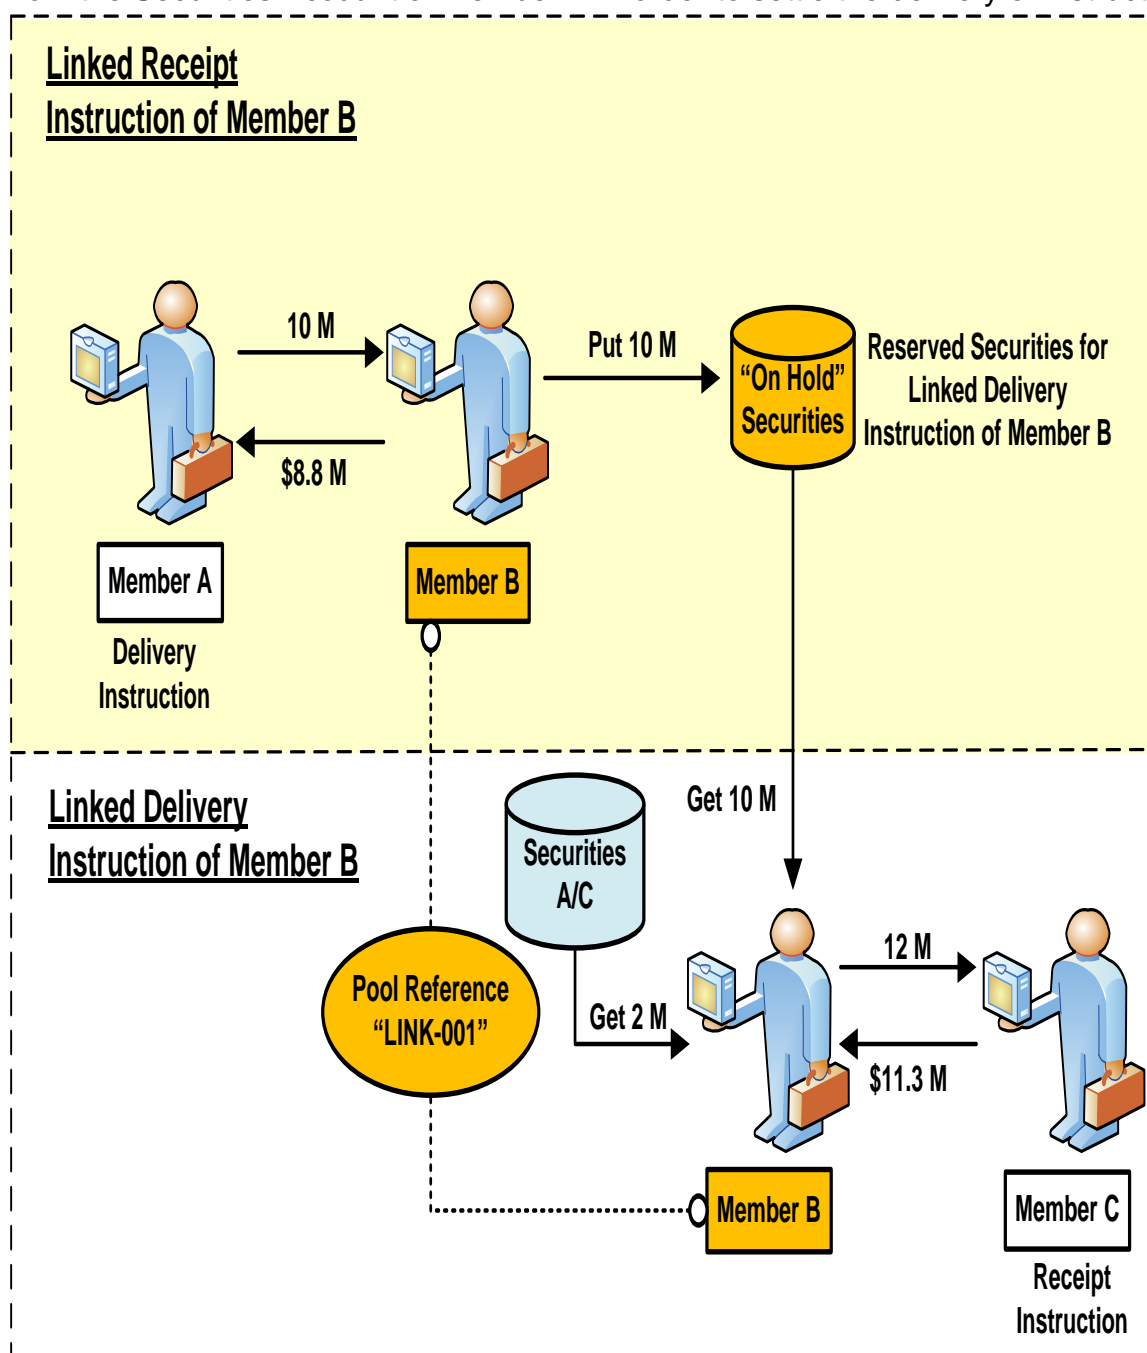 Linked Receipt
Instruction of Member B
10 M
$8.8 M
Put 10 M
“On Hold”
Securities
Reserved Securities for
Linked Delivery
Instruction of Member B
Member A
Delivery
Instruction
Member B
Linked Delivery
Instruction of Member B
Securities
A/C
Get 10 M
Pool Reference
“LINK-001”
Get 2 M
12 M
$11.3 M
Member B
Member C
Receipt
Instruction